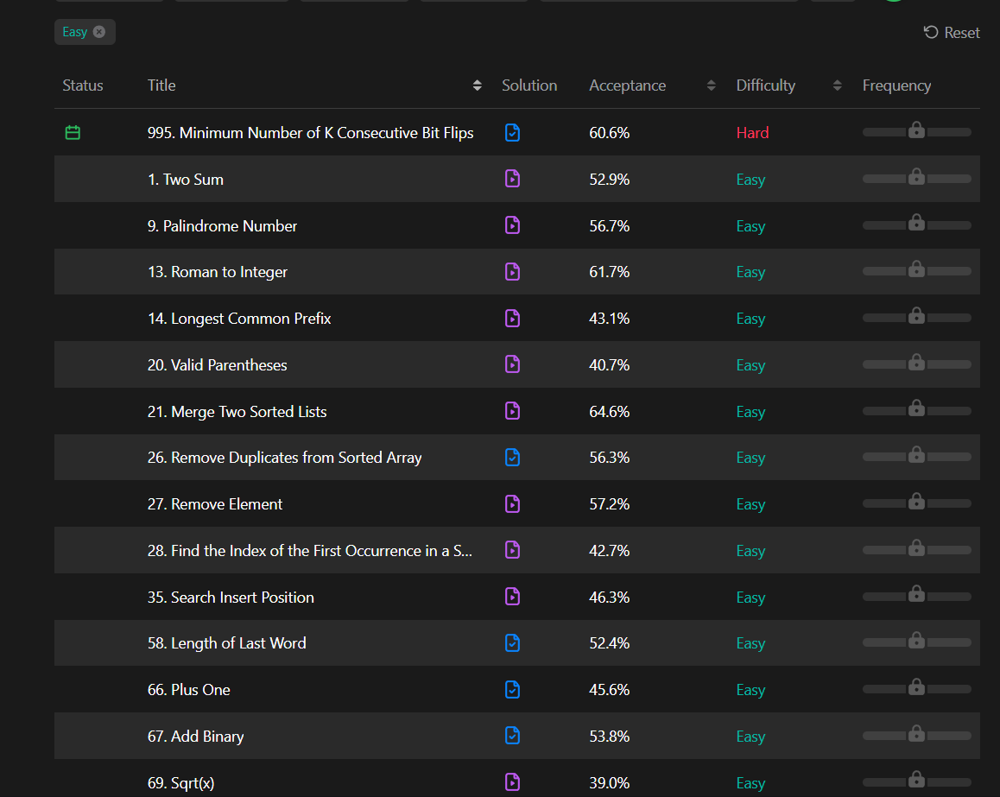 Easy
Reset
Status Title Solution Acceptance Difficulty Frequency
995. Minimum Number of K Consecutive Bit Flips 60.6% Hard
1. Two Sum 52.9% Easy
9. Palindrome Number 56.7% Easy
13. Roman to Integer 61.7% Easy
14. Longest Common Prefix 43.1% Easy
20. Valid Parentheses 40.7% Easy
21. Merge Two Sorted Lists 64.6% Easy
26. Remove Duplicates from Sorted Array 56.3% Easy
27. Remove Element 57.2% Easy
28. Find the Index of the First Occurrence in a S... 42.7% Easy
35. Search Insert Position 46.3% Easy
58. Length of Last Word 52.4% Easy
66. Plus One 45.6% Easy
67. Add Binary 53.8% Easy
69. Sqrt(x) 39.0% Easy